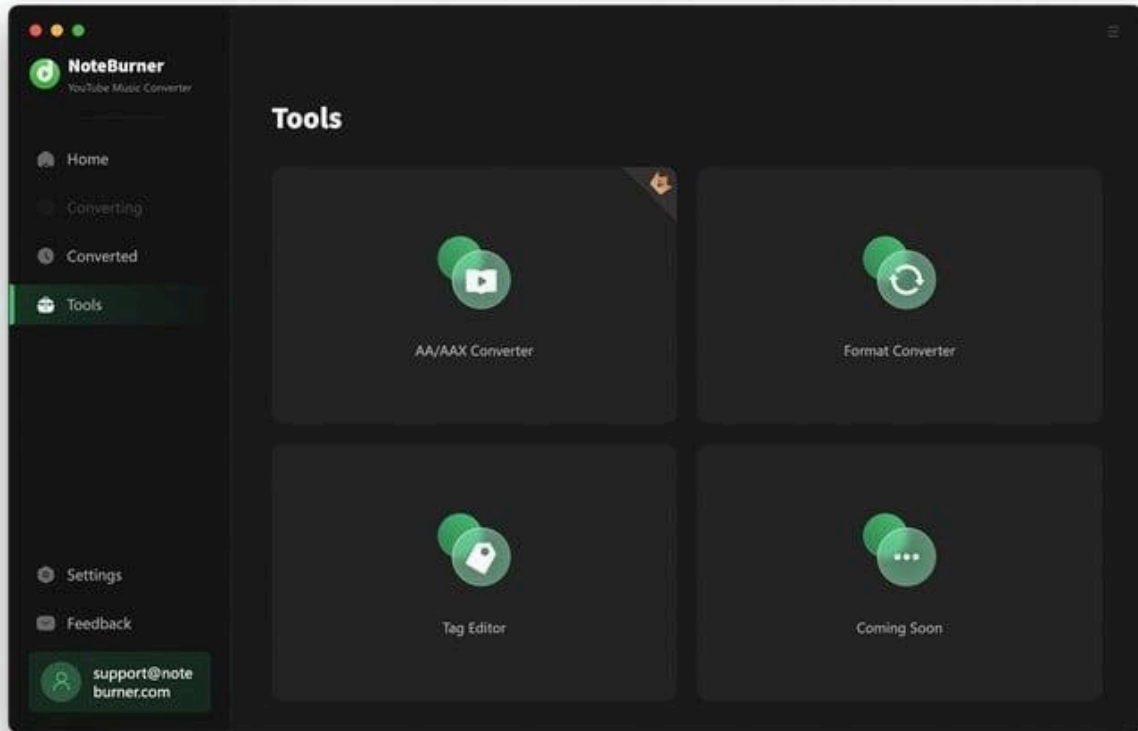 NoteBurner
YouTube Music Converter
Home
Converting
Converted
Tools
Settings
Feedback
support@note
burner.com
Tools
AA/AAX Converter
Format Converter
Tag Editor
Coming Soon